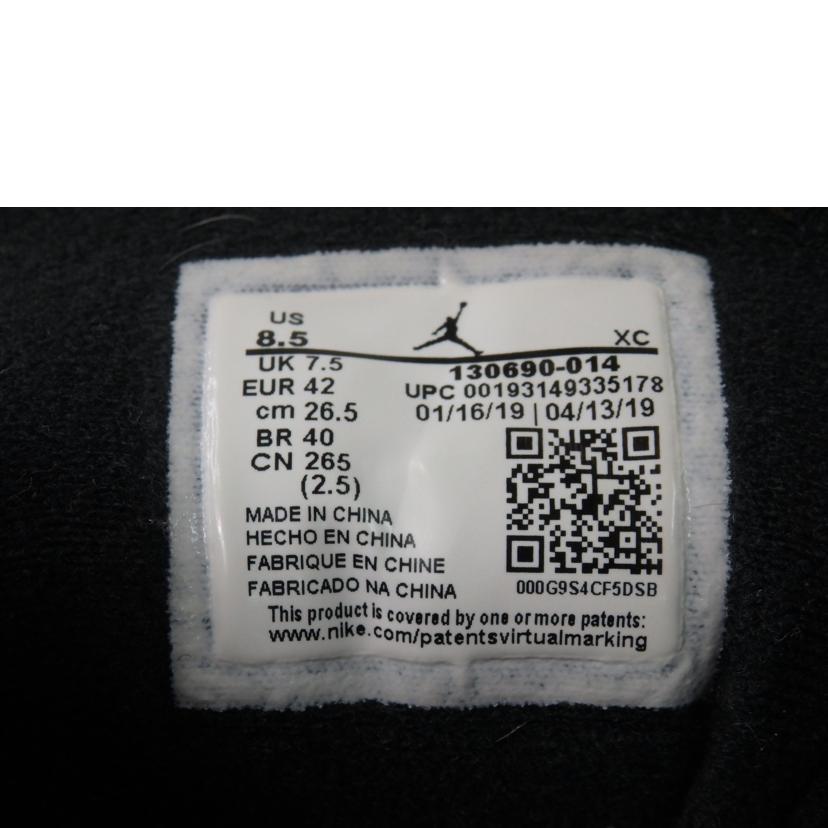 US
8.5 XC
UK 7.5 130690-014
EUR 42 UPC 00193149335178
cm 26.5 01/16/19 | 04/13/19
BR 40
CN 265
(2.5)
MADE IN CHINA
HECHO EN CHINA
FABRIQUE EN CHINE
FABRICADO NA CHINA 000G9S4CF5DSB
This product is covered by one or more patents:
www.nike.com/patentsvirtualmarking